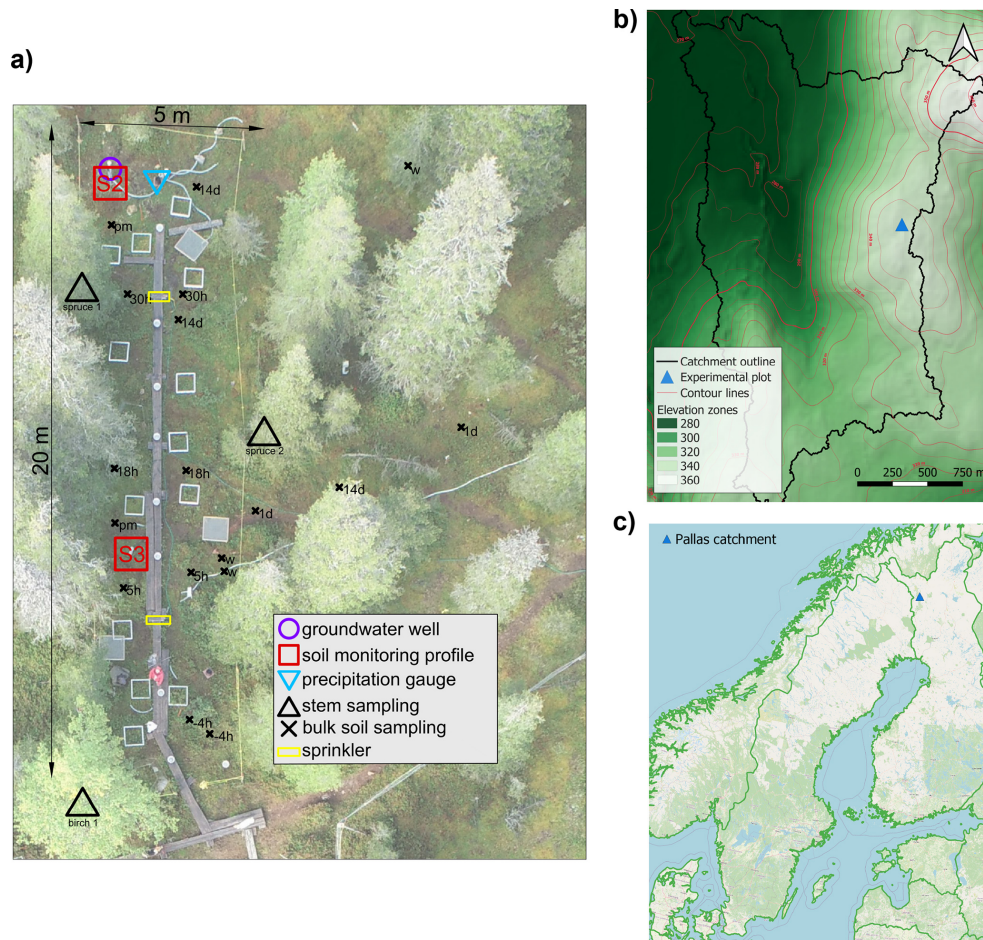 a)
5 m
20 m
S2
14d
w
pm
spruce 1
30h
30h
14d
spruce 2
1d
18h
18h
14d
pm
1d
S3
w
w
5h
5h
-4h
-4h
birch 1
groundwater well
soil monitoring profile
precipitation gauge
stem sampling
bulk soil sampling
sprinkler
b)
Catchment outline
Experimental plot
Contour lines
Elevation zones
280
300
320
340
360
0 250 500 750 m
c)
Pallas catchment